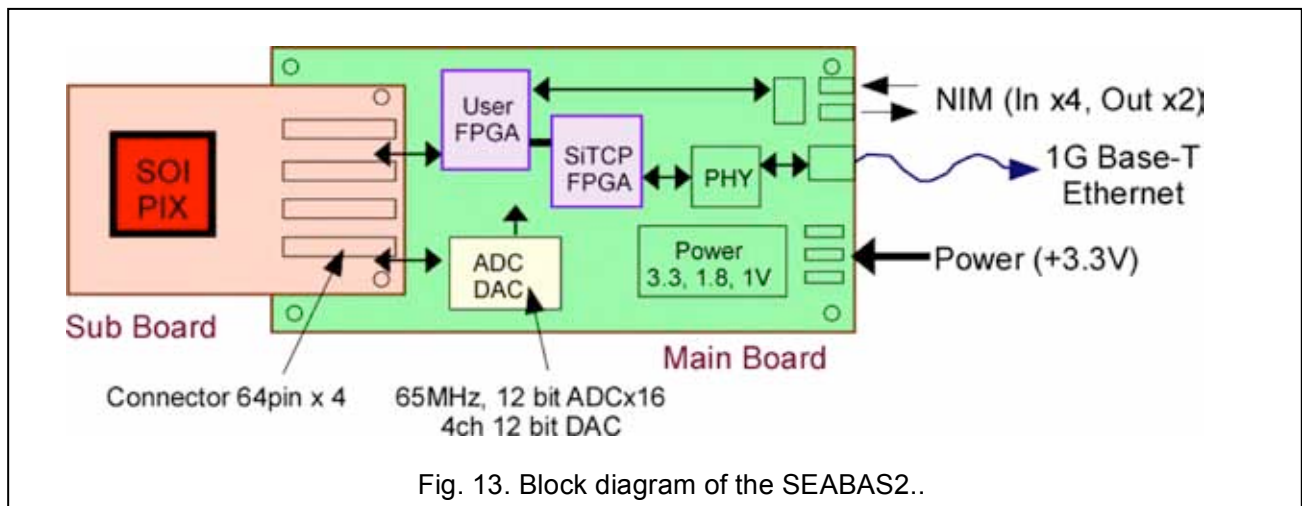 User
FPGA
SiTCP
FPGA
PHY
SOI
PIX
ADC
DAC
Power
3.3, 1.8, 1V
NIM (In x4, Out x2)
1G Base-T
Ethernet
Power (+3.3V)
Sub Board
Main Board
Connector 64pin x 4
65MHz, 12 bit ADCx16
4ch 12 bit DAC
Fig. 13. Block diagram of the SEABAS2..